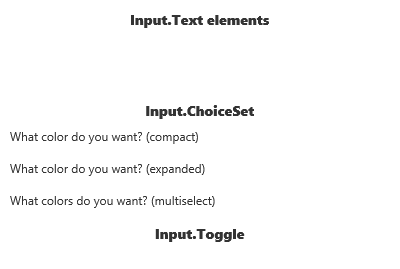 Input.Text elements
Input.ChoiceSet
What color do you want? (compact)
What color do you want? (expanded)
What colors do you want? (multiselect)
Input.Toggle